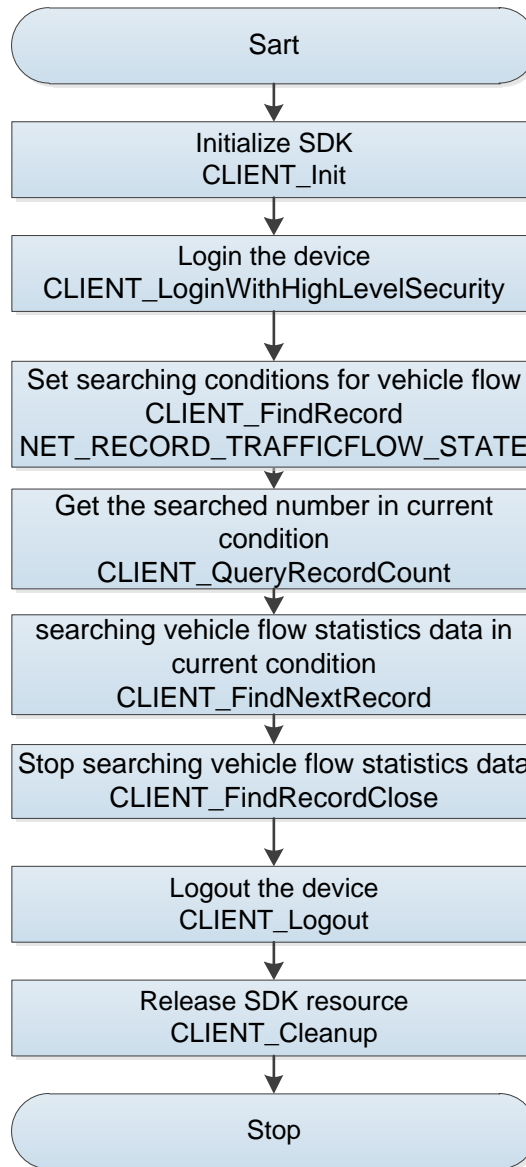 Sart
Initialize SDK
CLIENT_Init
Login the device
CLIENT_LoginWithHighLevelSecurity
Set searching conditions for vehicle flow
CLIENT_FindRecord
NET_RECORD_TRAFFICFLOW_STATE
Get the searched number in current
condition
CLIENT_QueryRecordCount
searching vehicle flow statistics data in
current condition
CLIENT_FindNextRecord
Stop searching vehicle flow statistics data
CLIENT_FindRecordClose
Logout the device
CLIENT_Logout
Release SDK resource
CLIENT_Cleanup
Stop